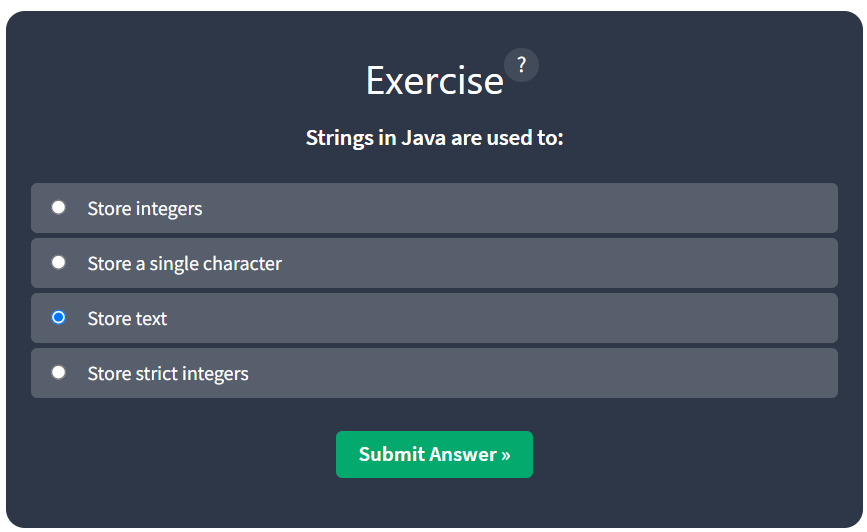 Exercise ?
Strings in Java are used to:
Store integers
Store a single character
Store text
Store strict integers
Submit Answer »